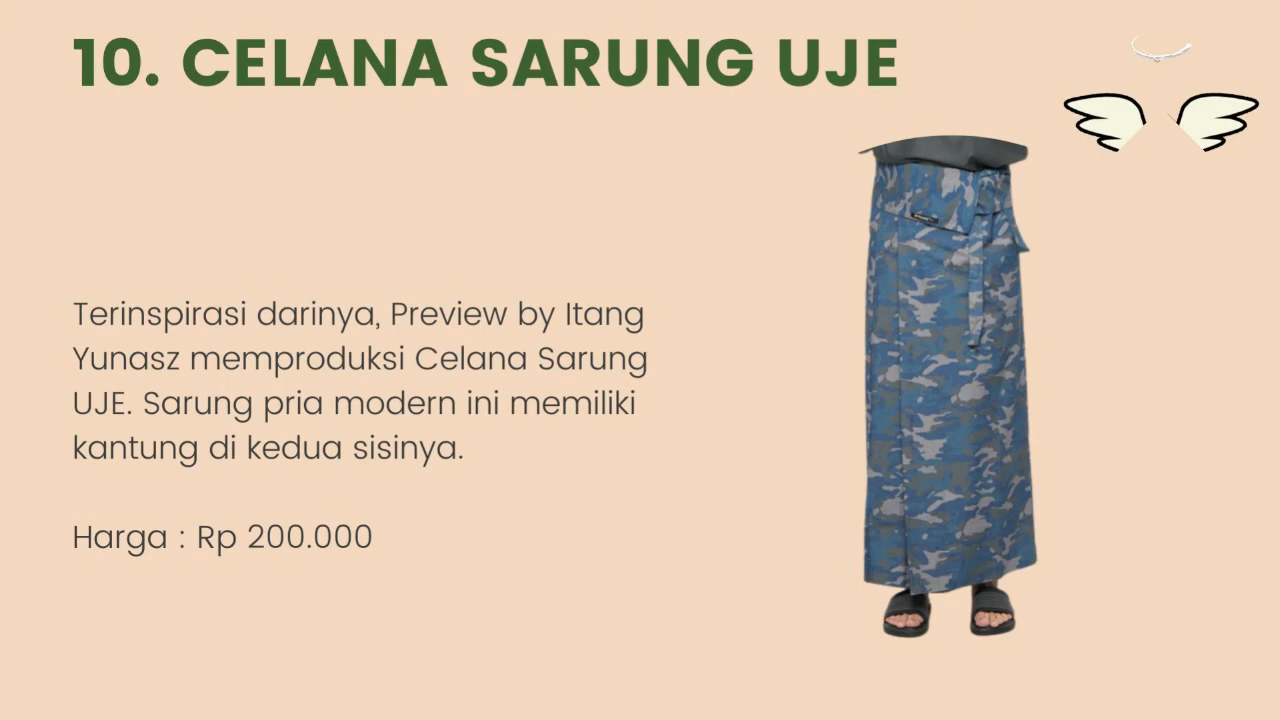 10. CELANA SARUNG UJE
Terinspirasi darinya, Preview by Itang
Yunasz memproduksi Celana Sarung
UJE. Sarung pria modern ini memiliki
kantung di kedua sisinya.
Harga : Rp 200.000